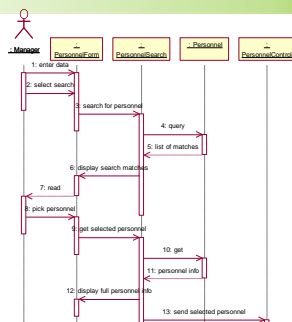 : Manager
:
PersonnelForm
:
PersonnelSearch
: Personnel
:
PersonnelControl
1: enter data
2: select search
3: search for personnel
4: query
5: list of matches
6: display search matches
7: read
8: pick personnel
9: get selected personnel
10: get
11: personnel info
12: display full personnel info
13: send selected personnel